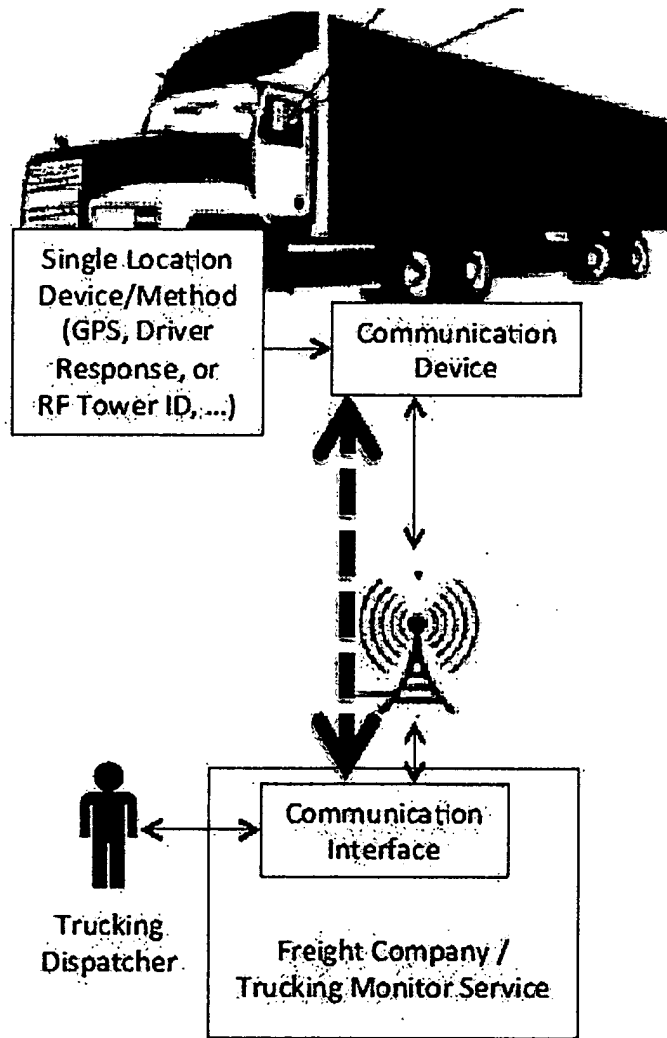 Single Location
Device/Method
(GPS, Driver
Response, or
RF Tower ID, ...)
Communication
Device
Communication
Interface
Trucking
Dispatcher
Freight Company /
Trucking Monitor Service